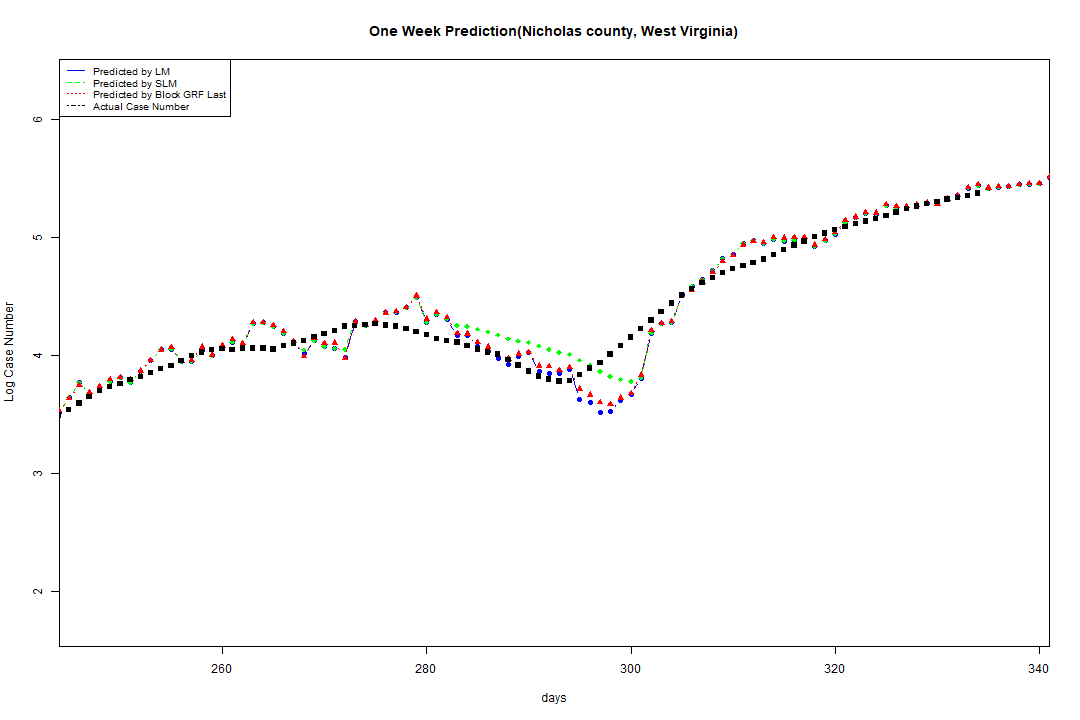 One Week Prediction(Nicholas county, West Virginia)
Predicted by LM
Predicted by SLM
Predicted by Block GRF Last
Actual Case Number
6
5
4
3
2
Log Case Number
260
280
300
320
340
days